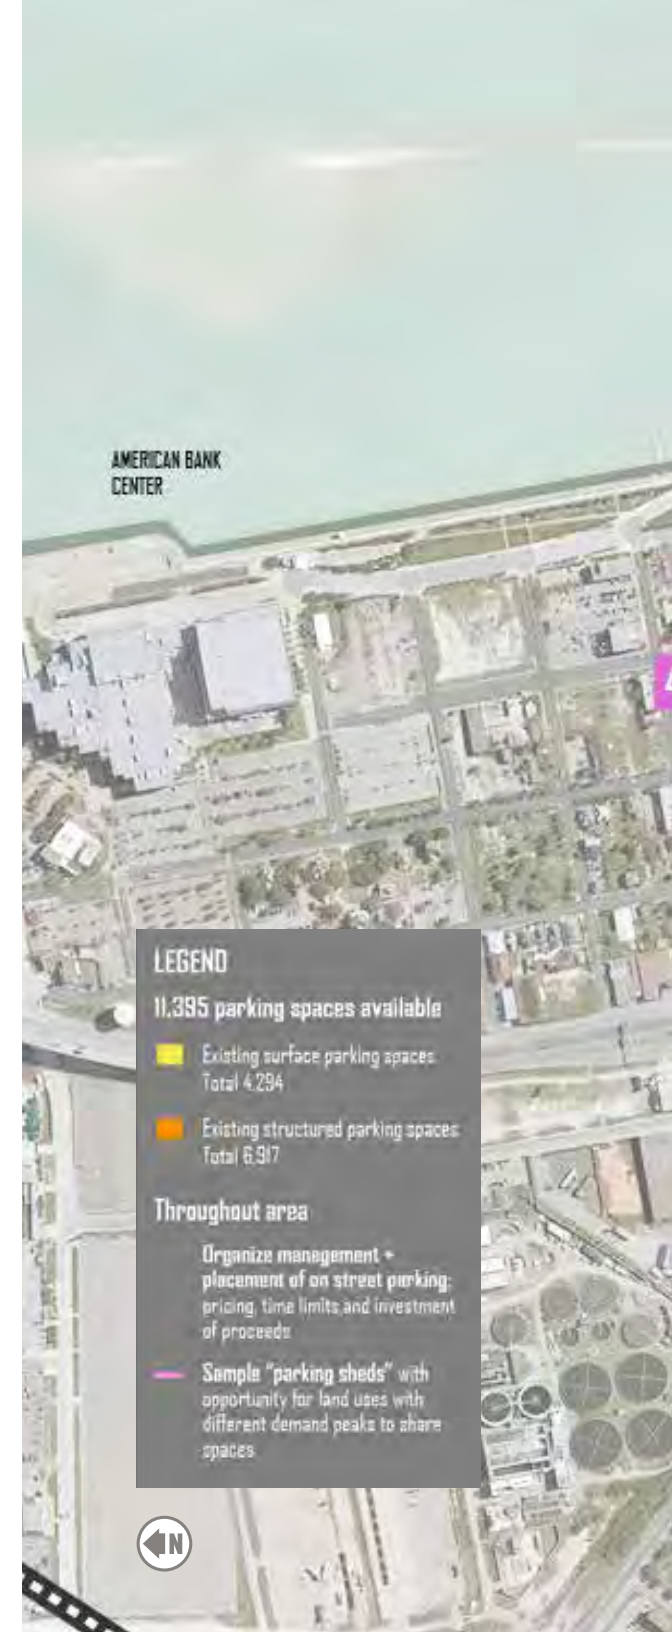 AMERICAN BANK
CENTER
LEGEND
11,395 parking spaces available
Existing surface parking spaces:
Total 4,294
Existing structured parking spaces:
Total 6,917
Throughout area
Organize management +
placement of on street parking:
pricing, time limits,and investment
of proceeds
Sample "parking sheds" with
opportunity for land uses with
different demand peaks to share
spaces
N